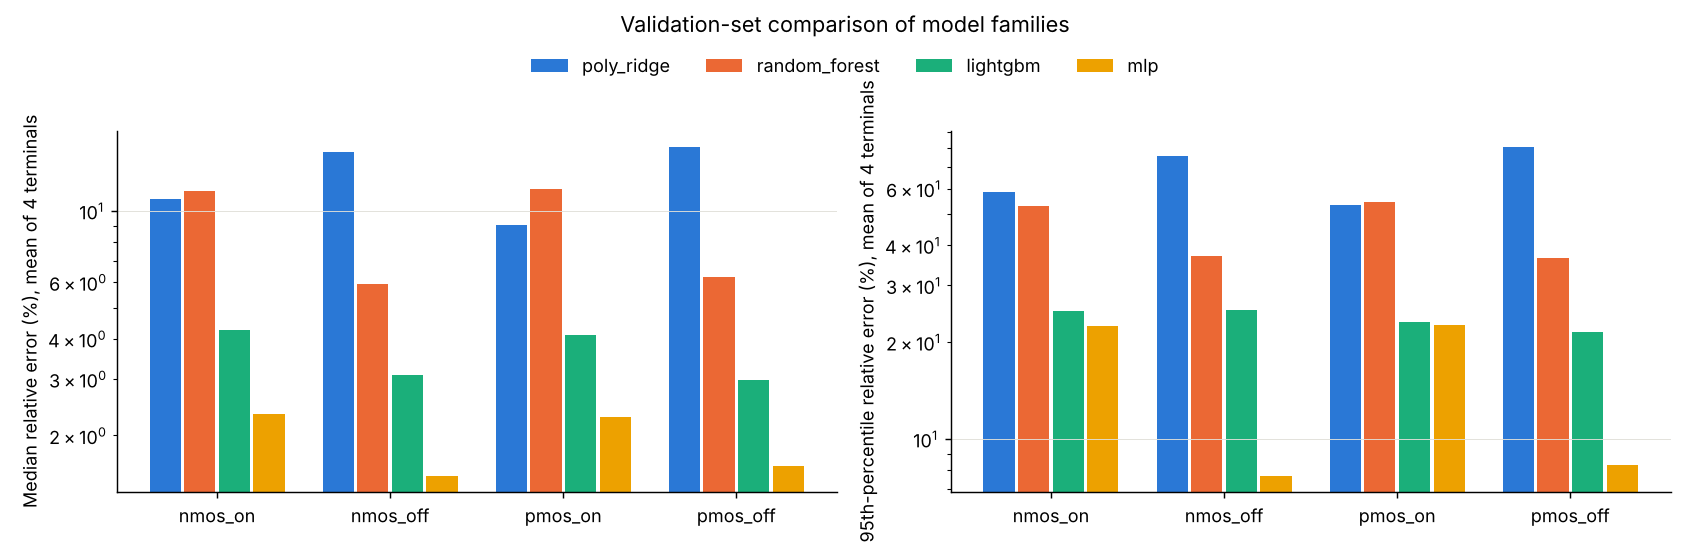 Validation-set comparison of model families
poly_ridge random_forest lightgbm mlp
Median relative error (%), mean of 4 terminals
10¹
6 × 10⁰
4 × 10⁰
3 × 10⁰
2 × 10⁰
nmos_on nmos_off pmos_on pmos_off
95th-percentile relative error (%), mean of 4 terminals
6 × 10¹
4 × 10¹
3 × 10¹
2 × 10¹
10¹
nmos_on nmos_off pmos_on pmos_off